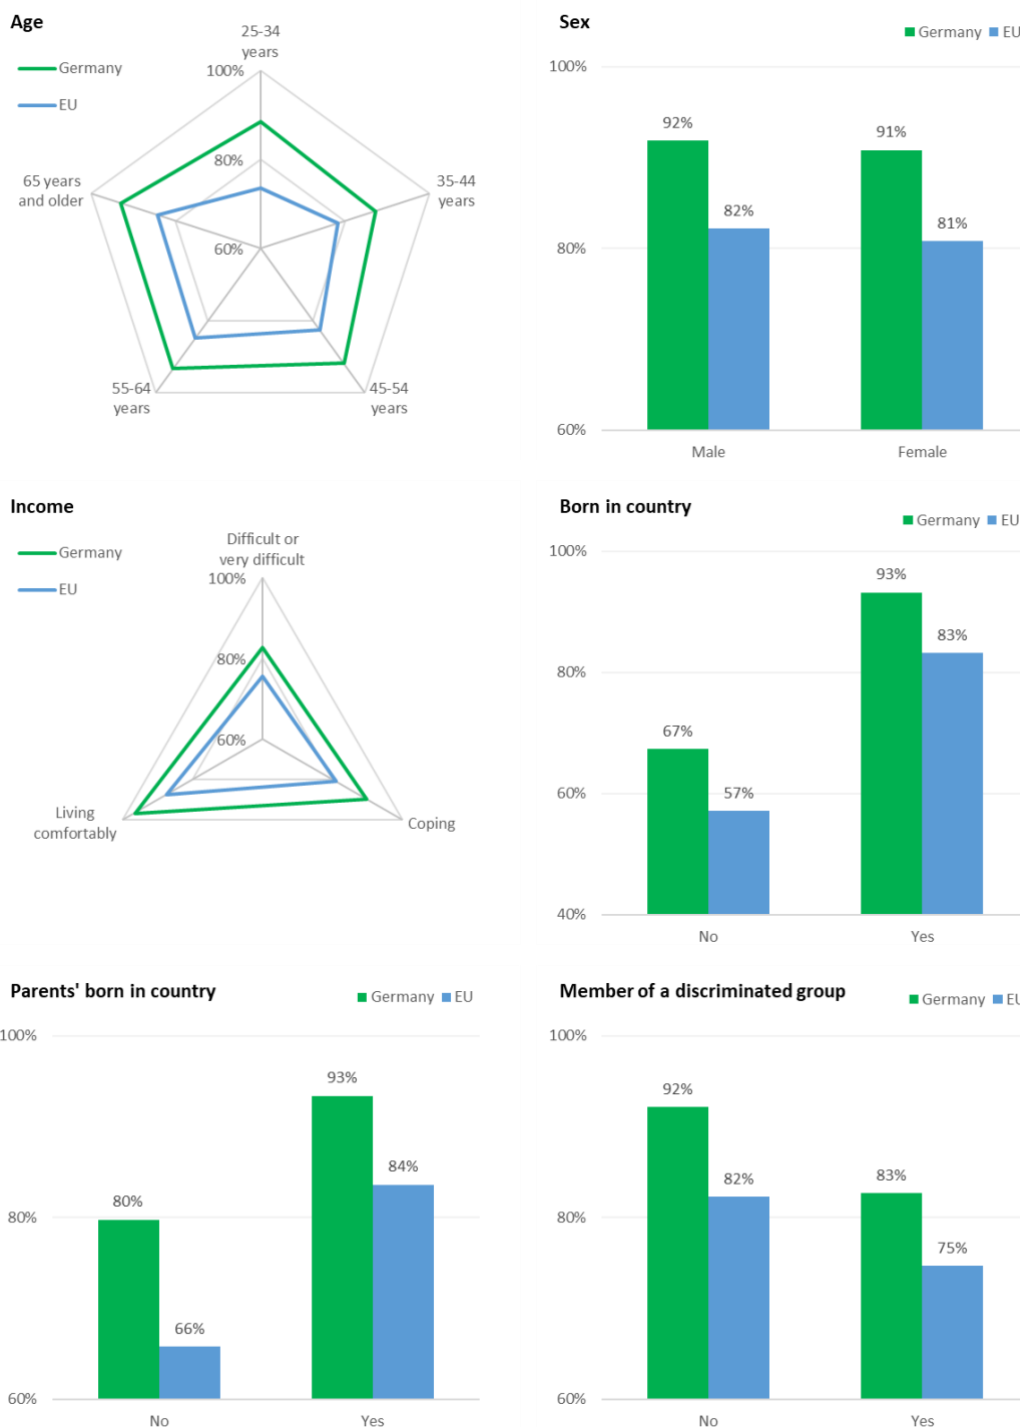 Age
Germany
EU
25-34
years
100%
80%
60%
35-44
years
45-54
years
55-64
years
65 years
and older
Sex
Germany
EU
100%
80%
60%
92%
82%
91%
81%
Male
Female
Income
Germany
EU
Difficult or
very difficult
100%
80%
60%
Living
comfortably
Coping
Born in country
Germany
EU
100%
80%
60%
40%
67%
57%
93%
83%
No
Yes
Parents' born in country
Germany
EU
100%
80%
60%
80%
66%
93%
84%
No
Yes
Member of a discriminated group
Germany
EU
100%
80%
60%
92%
82%
83%
75%
No
Yes